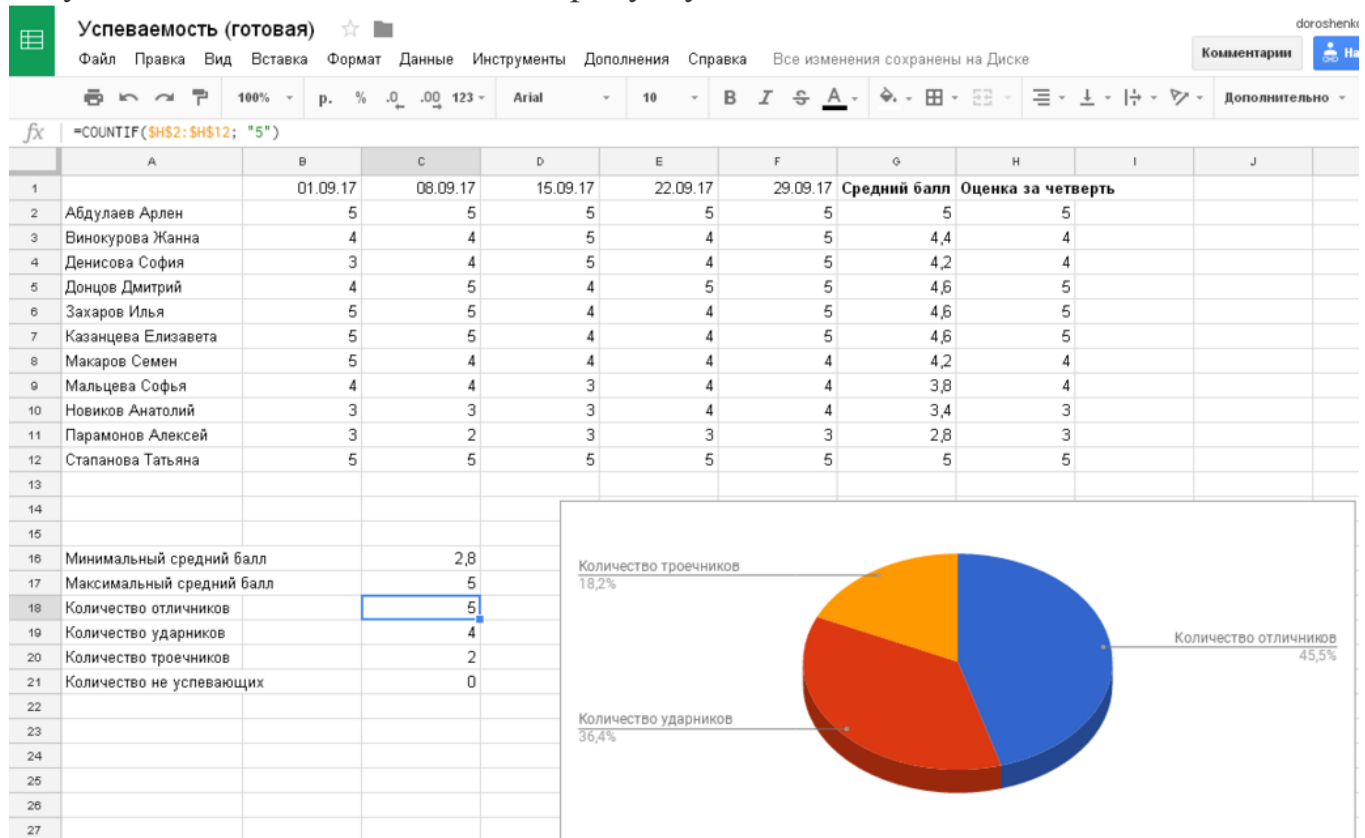 Успеваемость (готовая)
doroshenko
Файл Правка Вид Вставка Формат Данные Инструменты Дополнения Справка Все изменения сохранены на Диске
Комментарии На
100% р. % .0 .00 123 Arial 10 B I S A Дополнительно
fx =COUNTIF($H$2:$H$12; "5")
A B C D E F G H I J
1 01.09.17 08.09.17 15.09.17 22.09.17 29.09.17 Средний балл Оценка за четверть
2 Абдулаев Арлен 5 5 5 5 5 5 5
3 Винокурова Жанна 4 4 5 4 5 4,4 4
4 Денисова София 3 4 5 4 5 4,2 4
5 Донцов Дмитрий 4 5 4 5 5 4,6 5
6 Захаров Илья 5 5 4 4 5 4,6 5
7 Казанцева Елизавета 5 5 4 4 5 4,6 5
8 Макаров Семен 5 4 4 4 4 4,2 4
9 Мальцева Софья 4 4 3 4 4 3,8 4
10 Новиков Анатолий 3 3 3 4 4 3,4 3
11 Парамонов Алексей 3 2 3 3 3 2,8 3
12 Стапанова Татьяна 5 5 5 5 5 5 5
13
14
15
16 Минимальный средний балл 2,8
17 Максимальный средний балл 5
18 Количество отличников 5
19 Количество ударников 4
20 Количество троечников 2
21 Количество не успевающих 0
22
23
24
25
26
27
Количество троечников
18,2%
Количество отличников
45,5%
Количество ударников
36,4%